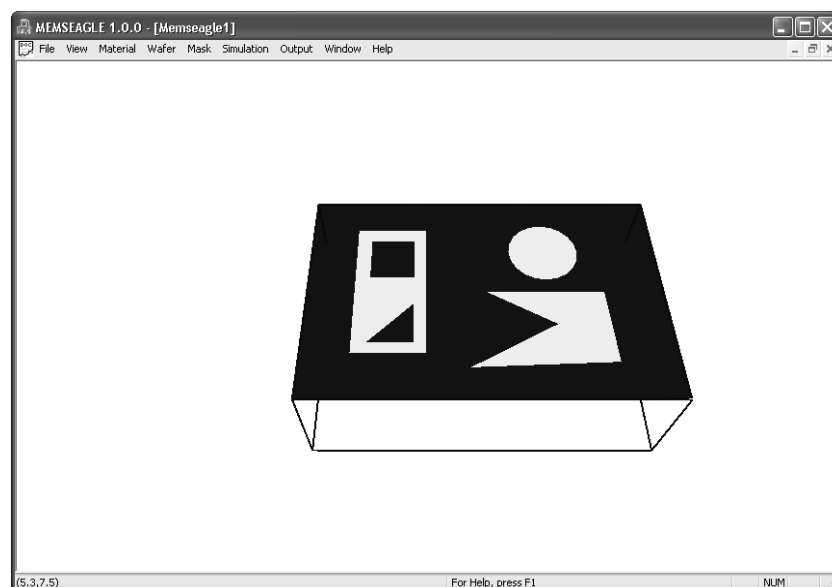 MEMSEAGLE 1.0.0 - [Memseagle1]
File View Material Wafer Mask Simulation Output Window Help
(5.3,7.5) For Help, press F1 NUM